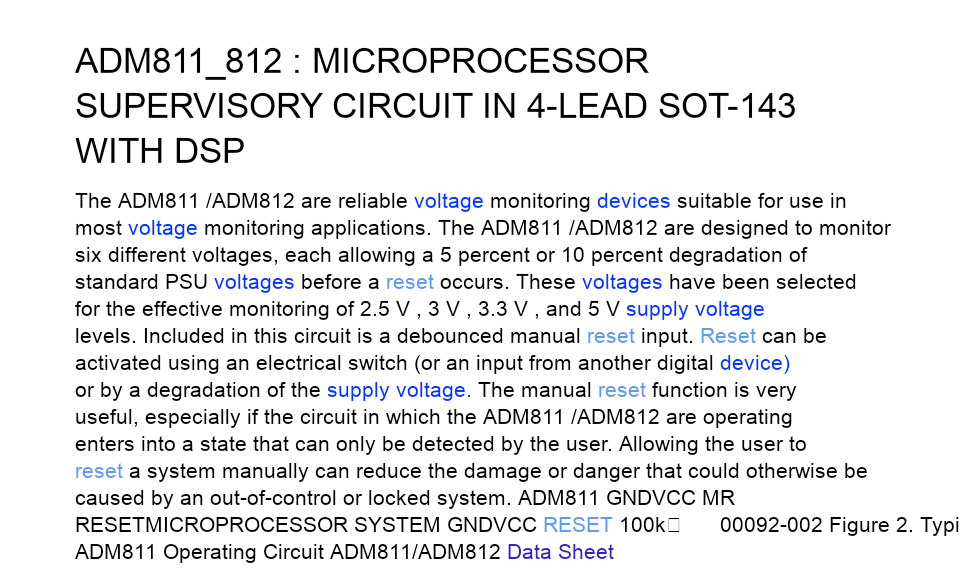 ADM811_812 : MICROPROCESSOR
SUPERVISORY CIRCUIT IN 4-LEAD SOT-143
WITH DSP
The ADM811 /ADM812 are reliable voltage monitoring devices suitable for use in
most voltage monitoring applications. The ADM811 /ADM812 are designed to monitor
six different voltages, each allowing a 5 percent or 10 percent degradation of
standard PSU voltages before a reset occurs. These voltages have been selected
for the effective monitoring of 2.5 V , 3 V , 3.3 V , and 5 V supply voltage
levels. Included in this circuit is a debounced manual reset input. Reset can be
activated using an electrical switch (or an input from another digital device)
or by a degradation of the supply voltage. The manual reset function is very
useful, especially if the circuit in which the ADM811 /ADM812 are operating
enters into a state that can only be detected by the user. Allowing the user to
reset a system manually can reduce the damage or danger that could otherwise be
caused by an out-of-control or locked system. ADM811 GNDVCC MR
RESETMICROPROCESSOR SYSTEM GNDVCC RESET 100k 00092-002 Figure 2. Typi
ADM811 Operating Circuit ADM811/ADM812 Data Sheet